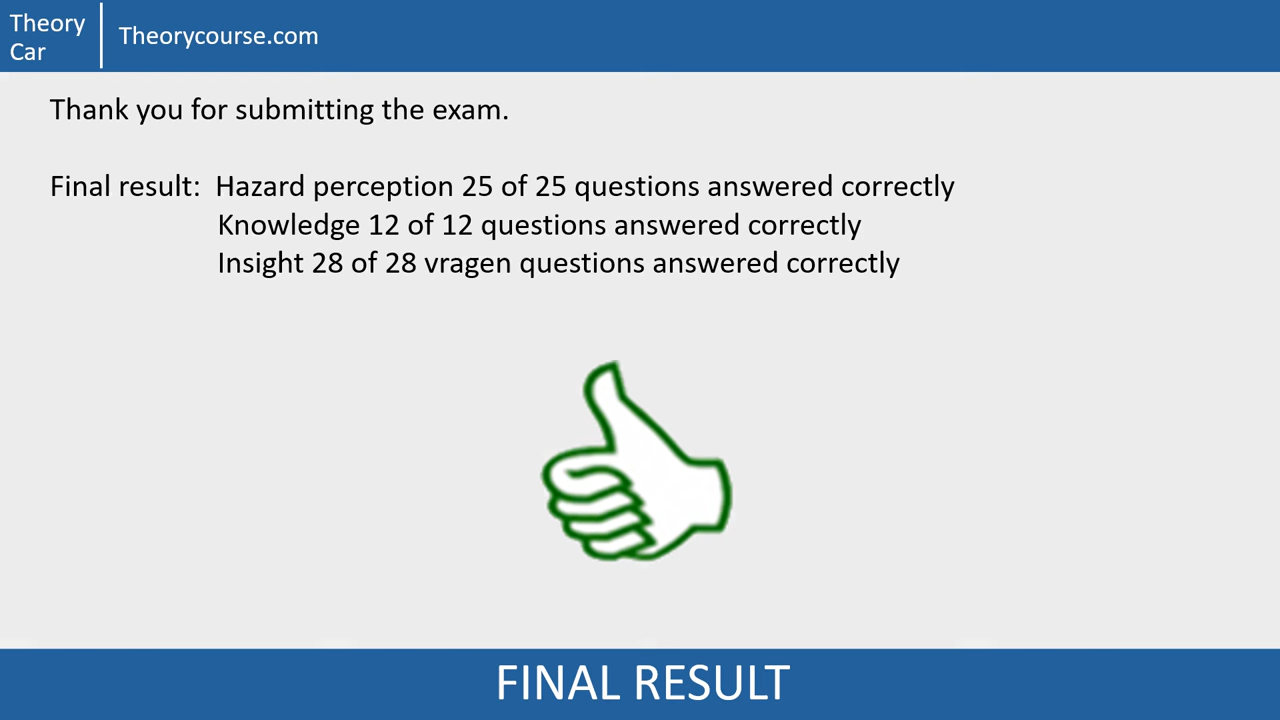 Theory
Car
Theorycourse.com
Thank you for submitting the exam.
Final result: Hazard perception 25 of 25 questions answered correctly
Knowledge 12 of 12 questions answered correctly
Insight 28 of 28 vragen questions answered correctly
FINAL RESULT